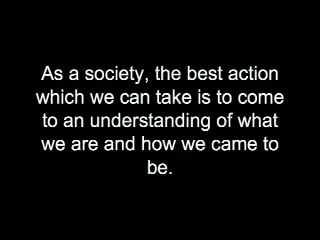 As a society, the best action
which we can take is to come
to an understanding of what
we are and how we came to
be.